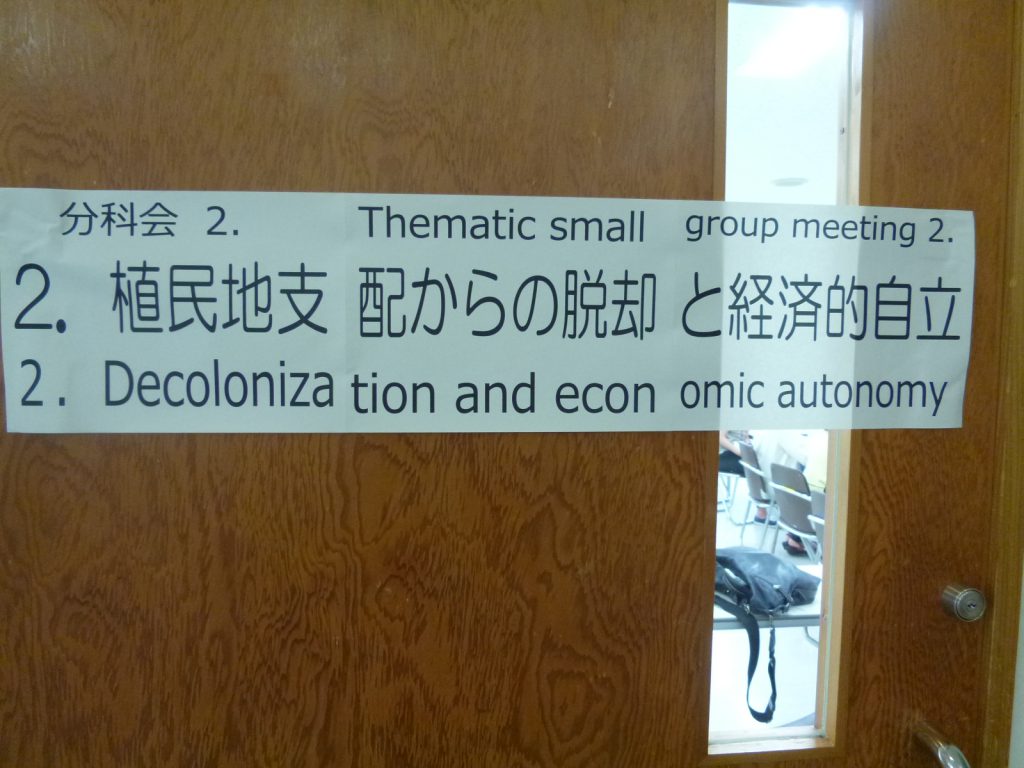 分科会 2. Thematic small group meeting 2.
2. 植民地支配からの脱却と経済的自立
2. Decolonization and economic autonomy